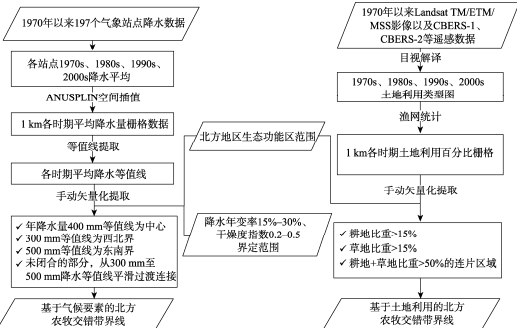 1970年以来197个气象站点降水数据
各站点1970s、1980s、1990s、
2000s降水平均
ANUSPLIN空间插值
1 km各时期平均降水量栅格数据
等值线提取
各时期平均降水等值线
手动矢量化提取
年降水量400 mm等值线为中心
300 mm等值线为西北界
500 mm等值线为东南界
未闭合的部分，从300 mm至
500 mm降水等值线平滑过渡连接
基于气候要素的北方
农牧交错带界线
北方地区生态功能区范围
降水年变率15%–30%、
干燥度指数0.2–0.5
界定范围
1970年以来Landsat TM/ETM/
MSS影像以及CBERS-1、
CBERS-2等遥感数据
目视解译
1970s、1980s、1990s、2000s
土地利用类型图
渔网统计
1 km各时期土地利用百分比栅格
手动矢量化提取
耕地比重>15%
草地比重>15%
耕地+草地比重>50%的连片区域
基于土地利用的北方
农牧交错带界线